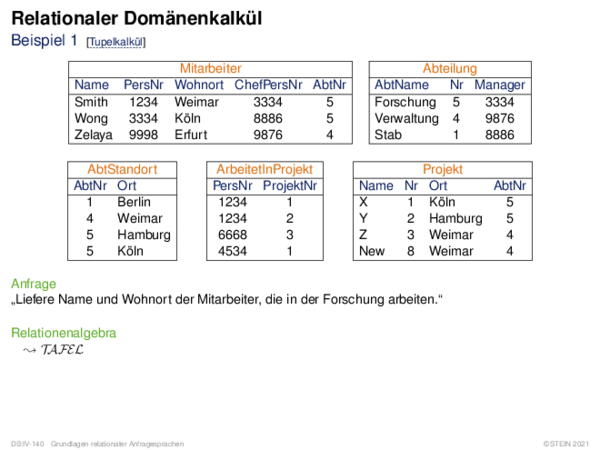 Relationaler Domänenkalkül
Beispiel 1 [Tupelkalkül]
Mitarbeiter
Name PersNr Wohnort ChefPersNr AbtNr
Smith 1234 Weimar 3334 5
Wong 3334 Köln 8886 5
Zelaya 9998 Erfurt 9876 4
Abteilung
AbtName Nr Manager
Forschung 5 3334
Verwaltung 4 9876
Stab 1 8886
AbtStandort
AbtNr Ort
1 Berlin
4 Weimar
5 Hamburg
5 Köln
ArbeitetInProjekt
PersNr ProjektNr
1234 1
1234 2
6668 3
4534 1
Projekt
Name Nr Ort AbtNr
X 1 Köln 5
Y 2 Hamburg 5
Z 3 Weimar 4
New 8 Weimar 4
Anfrage
„Liefere Name und Wohnort der Mitarbeiter, die in der Forschung arbeiten.“
Relationenalgebra
⤳ TAFEL
DB:IV-140 Grundlagen relationaler Anfragesprachen
©STEIN 2021